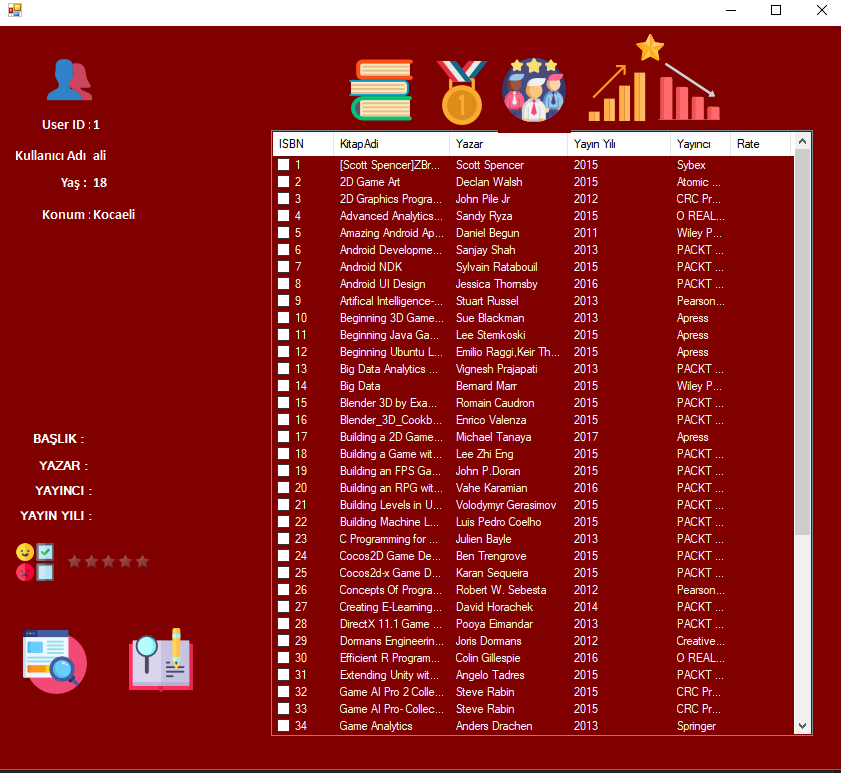 User ID : 1
Kullanıcı Adı ali
Yaş : 18
Konum : Kocaeli
BAŞLIK :
YAZAR :
YAYINCI :
YAYIN YILI :
1
ISBN KitapAdi Yazar Yayın Yılı Yayıncı Rate
1 [Scott Spencer]ZBr... Scott Spencer 2015 Sybex
2 2D Game Art Declan Walsh 2015 Atomic ...
3 2D Graphics Progra... John Pile Jr 2012 CRC Pr...
4 Advanced Analytics... Sandy Ryza 2015 O REAL...
5 Amazing Android Ap... Daniel Begun 2011 Wiley P...
6 Android Developme... Sanjay Shah 2013 PACKT ...
7 Android NDK Sylvain Ratabouil 2015 PACKT ...
8 Android UI Design Jessica Thornsby 2016 PACKT ...
9 Artifical Intelligence-... Stuart Russel 2013 Pearson...
10 Beginning 3D Game... Sue Blackman 2013 Apress
11 Beginning Java Ga... Lee Stemkoski 2015 Apress
12 Beginning Ubuntu L... Emilio Raggi,Keir Th... 2015 Apress
13 Big Data Analytics ... Vignesh Prajapati 2013 PACKT ...
14 Big Data Bernard Marr 2015 Wiley P...
15 Blender 3D by Exa... Romain Caudron 2015 PACKT ...
16 Blender_3D_Cookb... Enrico Valenza 2015 PACKT ...
17 Building a 2D Game... Michael Tanaya 2017 Apress
18 Building a Game wit... Lee Zhi Eng 2015 PACKT ...
19 Building an FPS Ga... John P.Doran 2015 PACKT ...
20 Building an RPG wit... Vahe Karamian 2016 PACKT ...
21 Building Levels in U... Volodymyr Gerasimov 2015 PACKT ...
22 Building Machine L... Luis Pedro Coelho 2015 PACKT ...
23 C Programming for ... Julien Bayle 2013 PACKT ...
24 Cocos2D Game De... Ben Trengrove 2015 PACKT ...
25 Cocos2d-x Game D... Karan Sequeira 2015 PACKT ...
26 Concepts Of Progra... Robert W. Sebesta 2012 Pearson...
27 Creating E-Learning... David Horachek 2014 PACKT ...
28 DirectX 11.1 Game ... Pooya Eimandar 2013 PACKT ...
29 Dormans Engineerin... Joris Dormans 2012 Creative...
30 Efficient R Program... Colin Gillespie 2016 O REAL...
31 Extending Unity wit... Angelo Tadres 2015 PACKT ...
32 Game AI Pro 2 Colle... Steve Rabin 2015 CRC Pr...
33 Game AI Pro- Collec... Steve Rabin 2015 CRC Pr...
34 Game Analytics Anders Drachen 2013 Springer